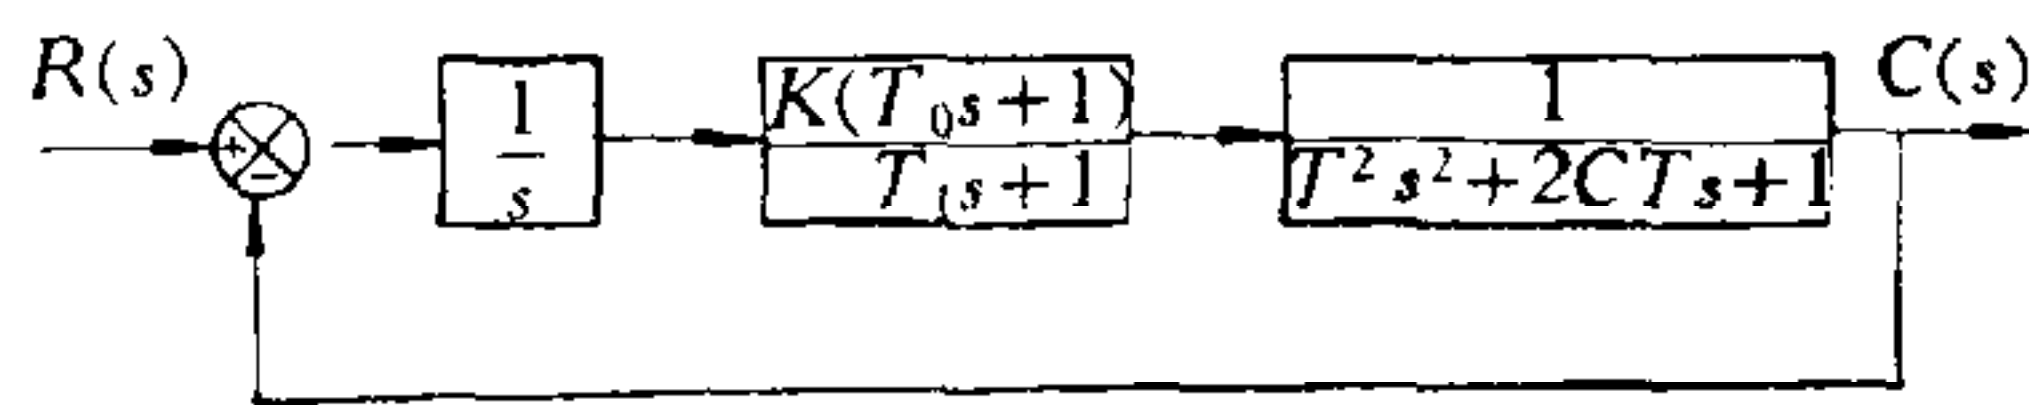 R(s)
+
−
1
s
K(T₀s+1)
T₁s+1
1
T²s²+2CTs+1
C(s)